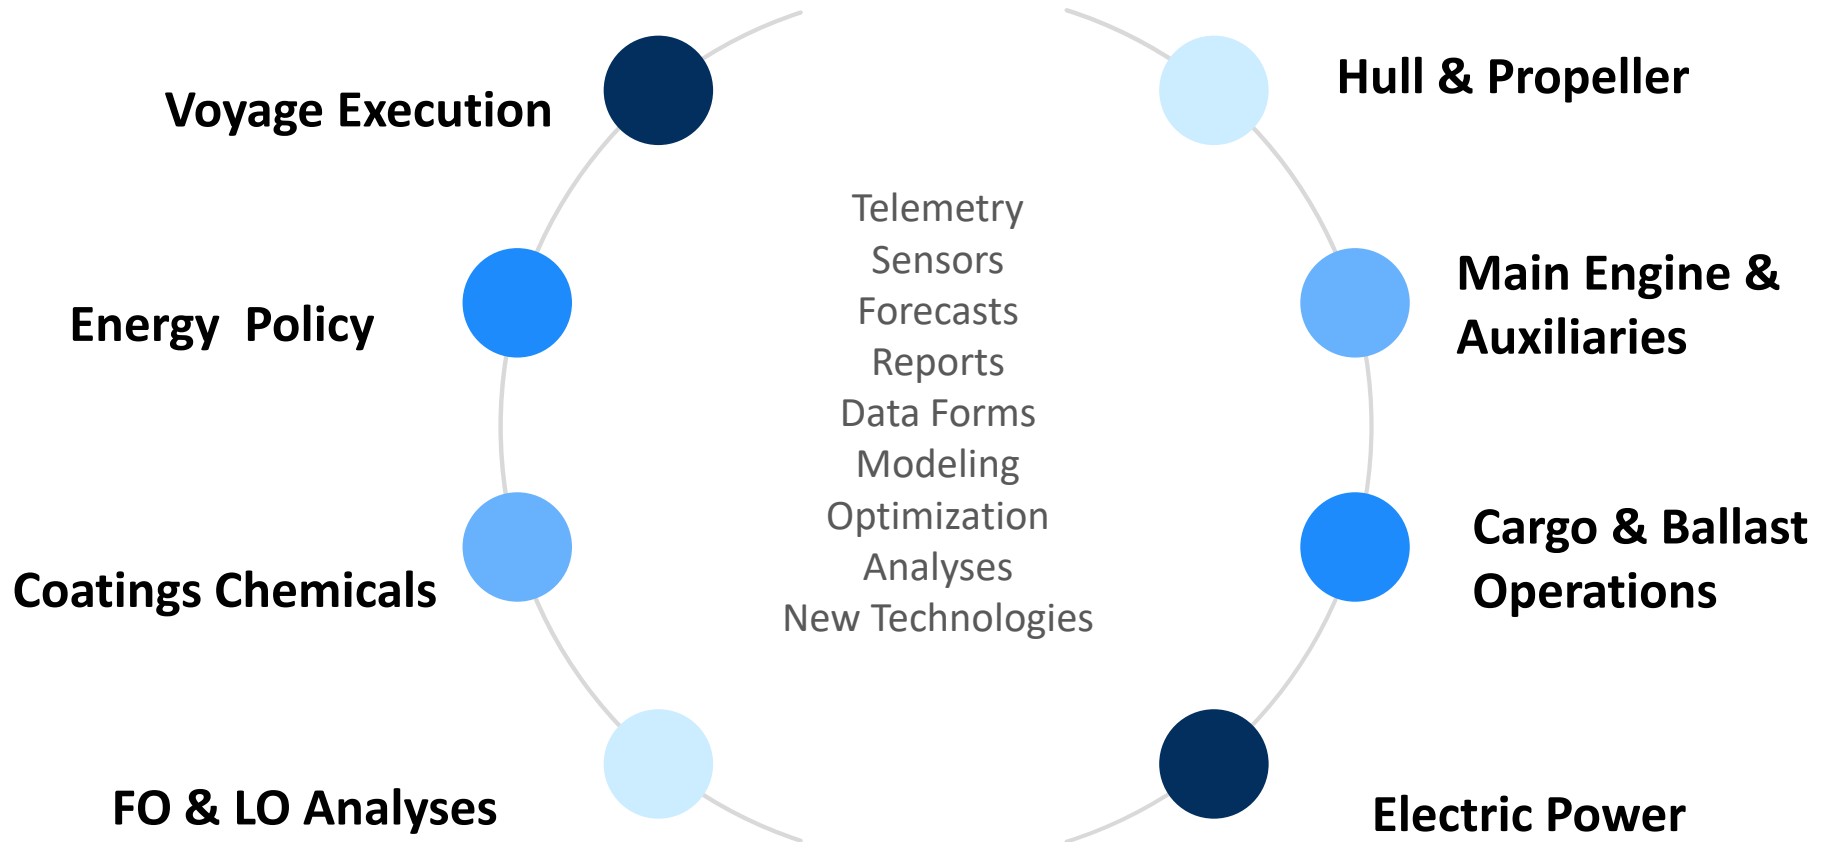 Voyage Execution
Energy  Policy
Coatings Chemicals
FO & LO Analyses
Telemetry
Sensors
Forecasts
Reports
Data Forms
Modeling
Optimization
Analyses
New Technologies
Hull & Propeller
Main Engine &
Auxiliaries
Cargo & Ballast
Operations
Electric Power